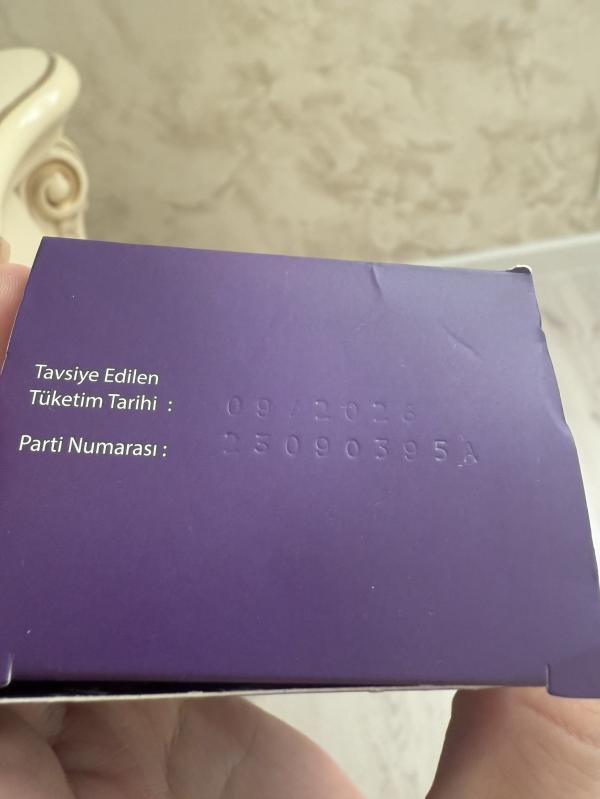 Tavsiye Edilen
Tüketim Tarihi : 09/2026
Parti Numarası : 23090395A